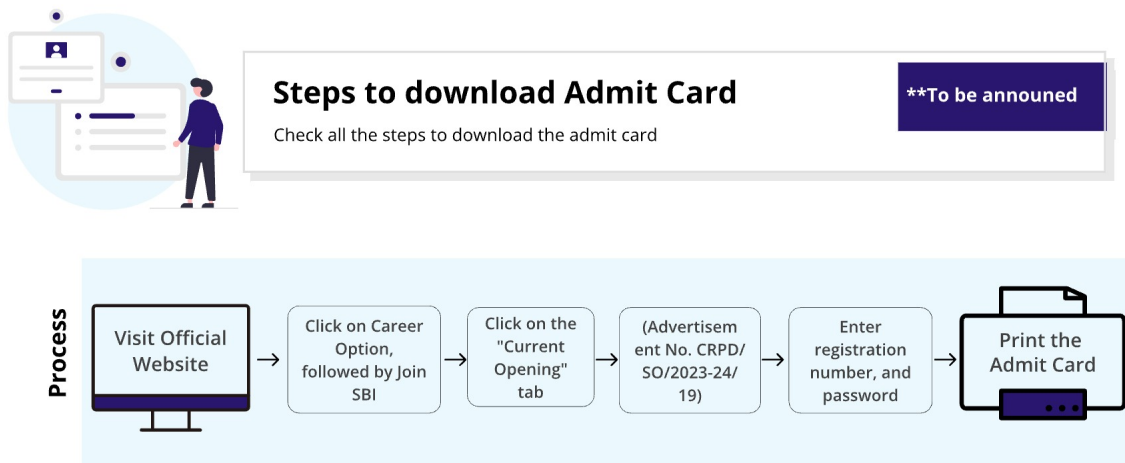 Steps to download Admit Card
**To be announed
Check all the steps to download the admit card
Process
Visit Official
Website
Click on Career
Option,
followed by Join
SBI
Click on the
"Current
Opening"
tab
(Advertisem
ent No. CRPD/
SO/2023-24/
19)
Enter
registration
number, and
password
Print the
Admit Card